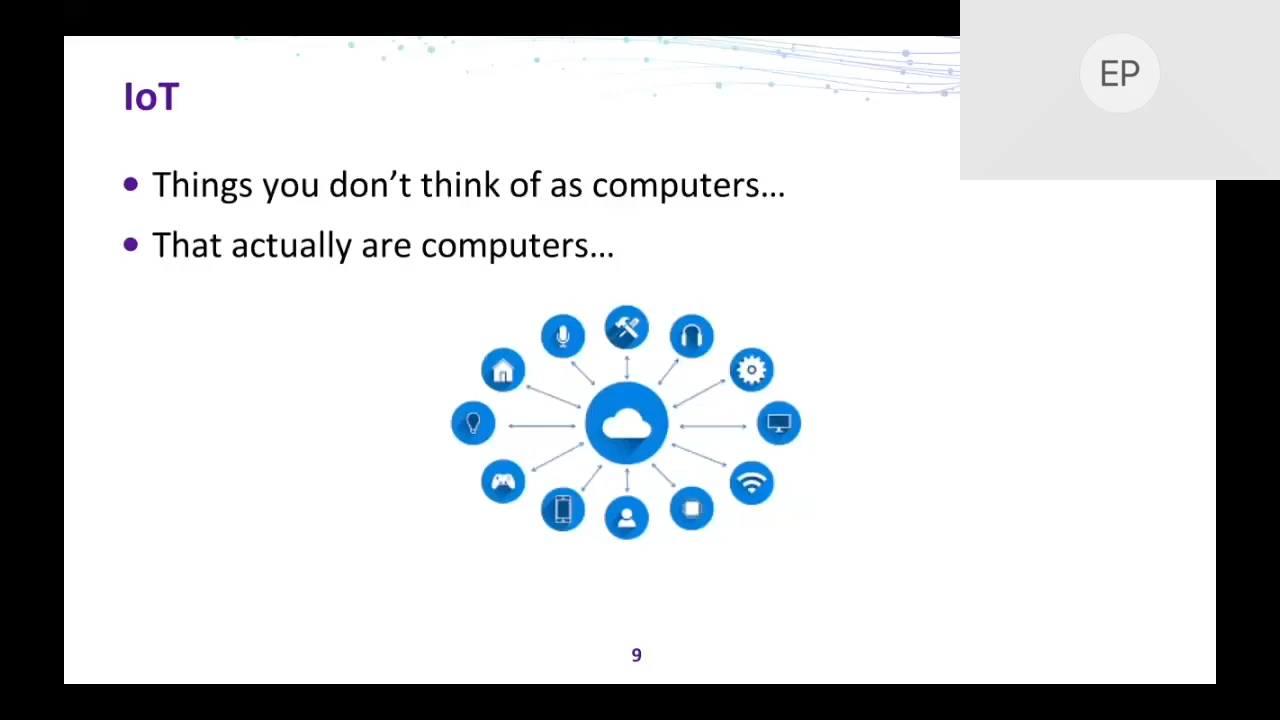 IoT
EP
• Things you don’t think of as computers…
• That actually are computers…
9